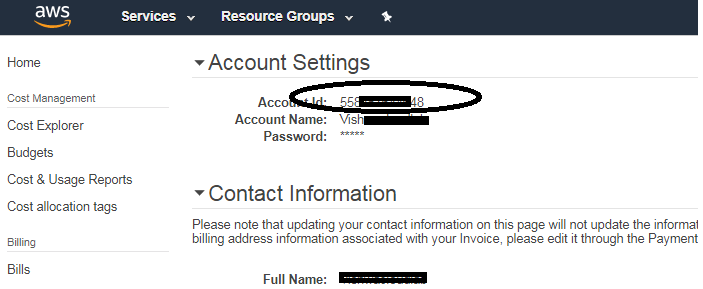 aws
Services
Resource Groups
Home
Cost Management
Cost Explorer
Budgets
Cost & Usage Reports
Cost allocation tags
Billing
Bills
Account Settings
Account Id: 
Account Name: 
Password: *****
Contact Information
Please note that updating your contact information on this page will not update the informat
billing address information associated with your Invoice, please edit it through the Payment
Full Name: